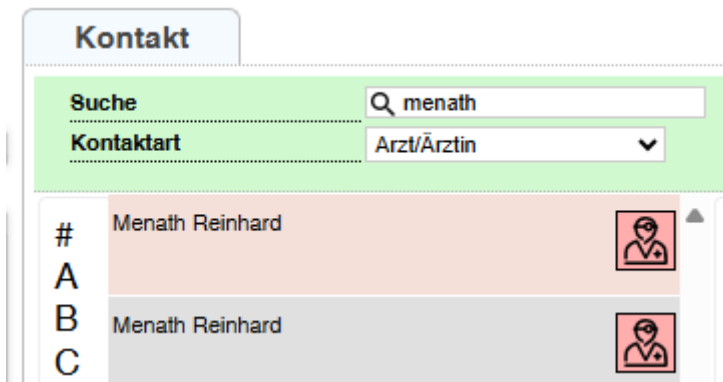 Kontakt
Suche menath
Kontaktart Arzt/Ärztin
# Menath Reinhard
A
B Menath Reinhard
C